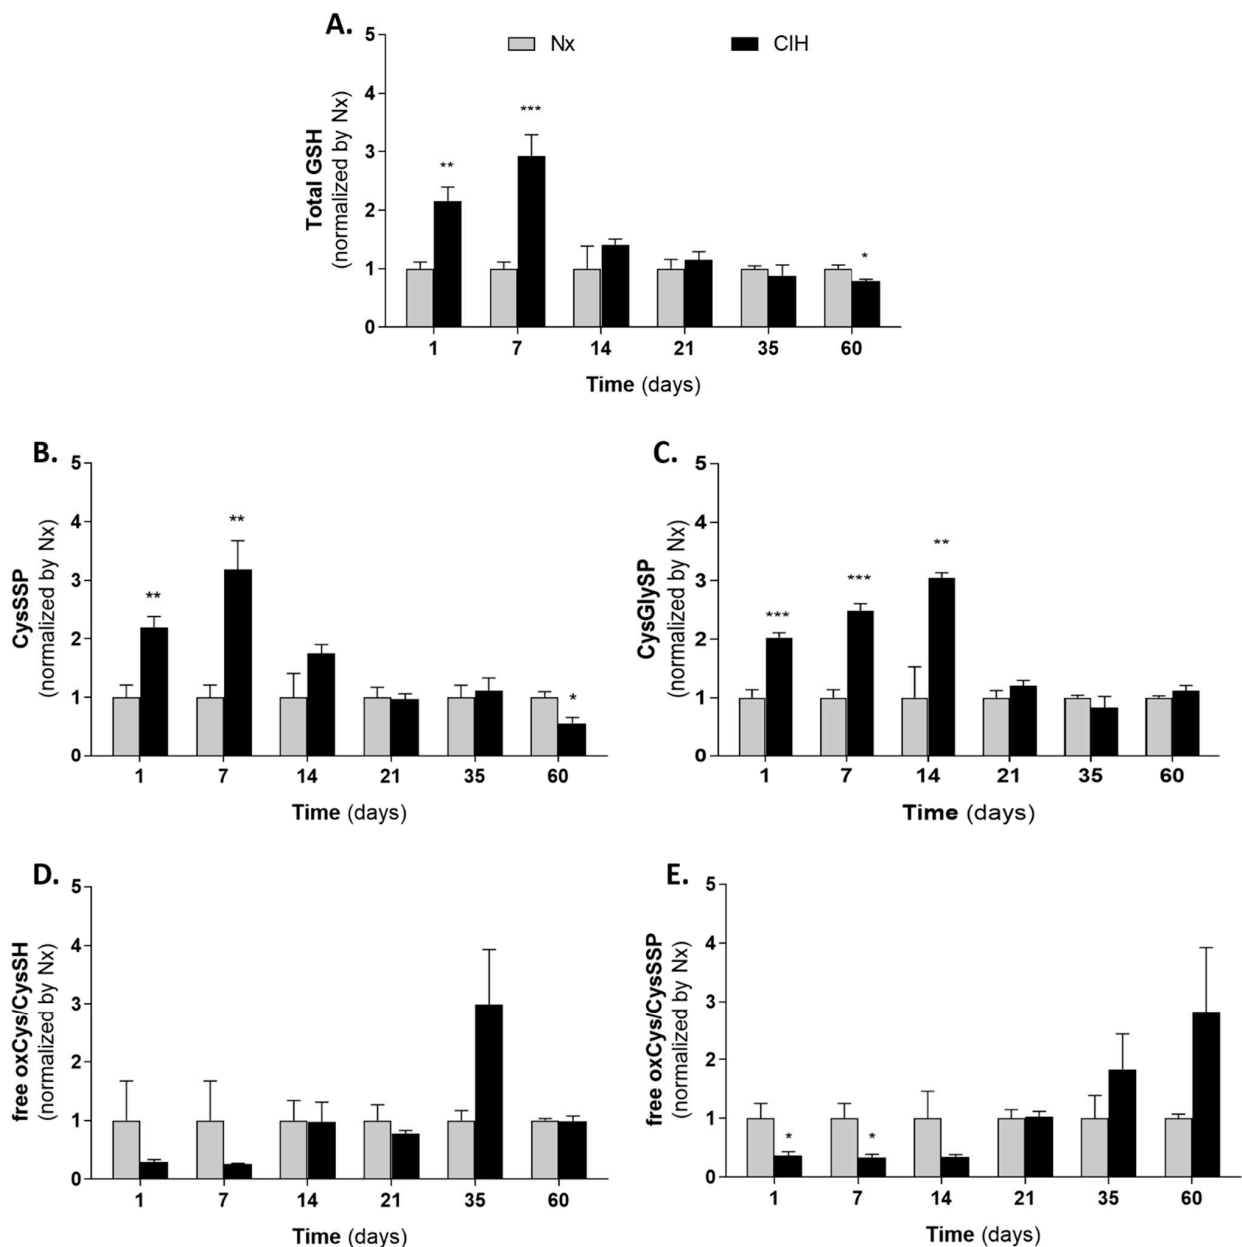 A.
Nx
CIH
Total GSH
(normalized by Nx)
5
4
3
2
1
0
**
***
*
1 7 14 21 35 60
Time (days)
B.
CysSSP
(normalized by Nx)
5
4
3
2
1
0
**
**
*
1 7 14 21 35 60
Time (days)
C.
CysGlySP
(normalized by Nx)
5
4
3
2
1
0
***
***
**
1 7 14 21 35 60
Time (days)
D.
free oxCys/CysSH
(normalized by Nx)
5
4
3
2
1
0
1 7 14 21 35 60
Time (days)
E.
free oxCys/CysSSP
(normalized by Nx)
5
4
3
2
1
0
*
*
1 7 14 21 35 60
Time (days)